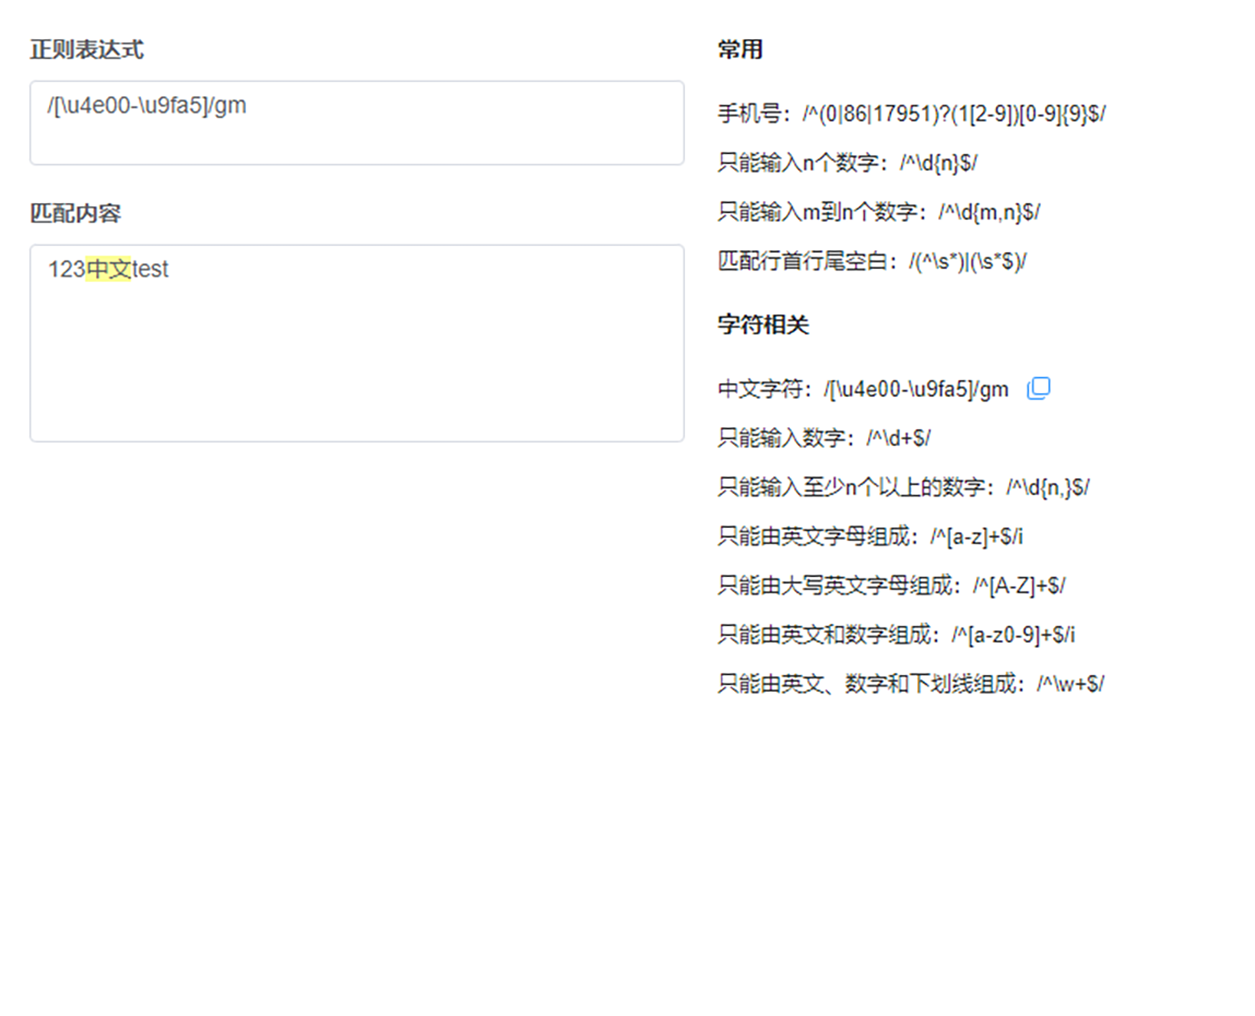 正则表达式
/[\u4e00-\u9fa5]/gm
匹配内容
123中文test
常用
手机号：/^(0|86|17951)?(1[2-9])[0-9]{9}$/
只能输入n个数字：/^\d{n}$/
只能输入m到n个数字：/^\d{m,n}$/
匹配行首行尾空白：/(^\s*)|(\s*$)/
字符相关
中文字符：/[\u4e00-\u9fa5]/gm
只能输入数字：/^\d+$/
只能输入至少n个以上的数字：/^\d{n,}$/
只能由英文字母组成：/^[a-z]+$/i
只能由大写英文字母组成：/^[A-Z]+$/
只能由英文和数字组成：/^[a-z0-9]+$/i
只能由英文、数字和下划线组成：/^\w+$/